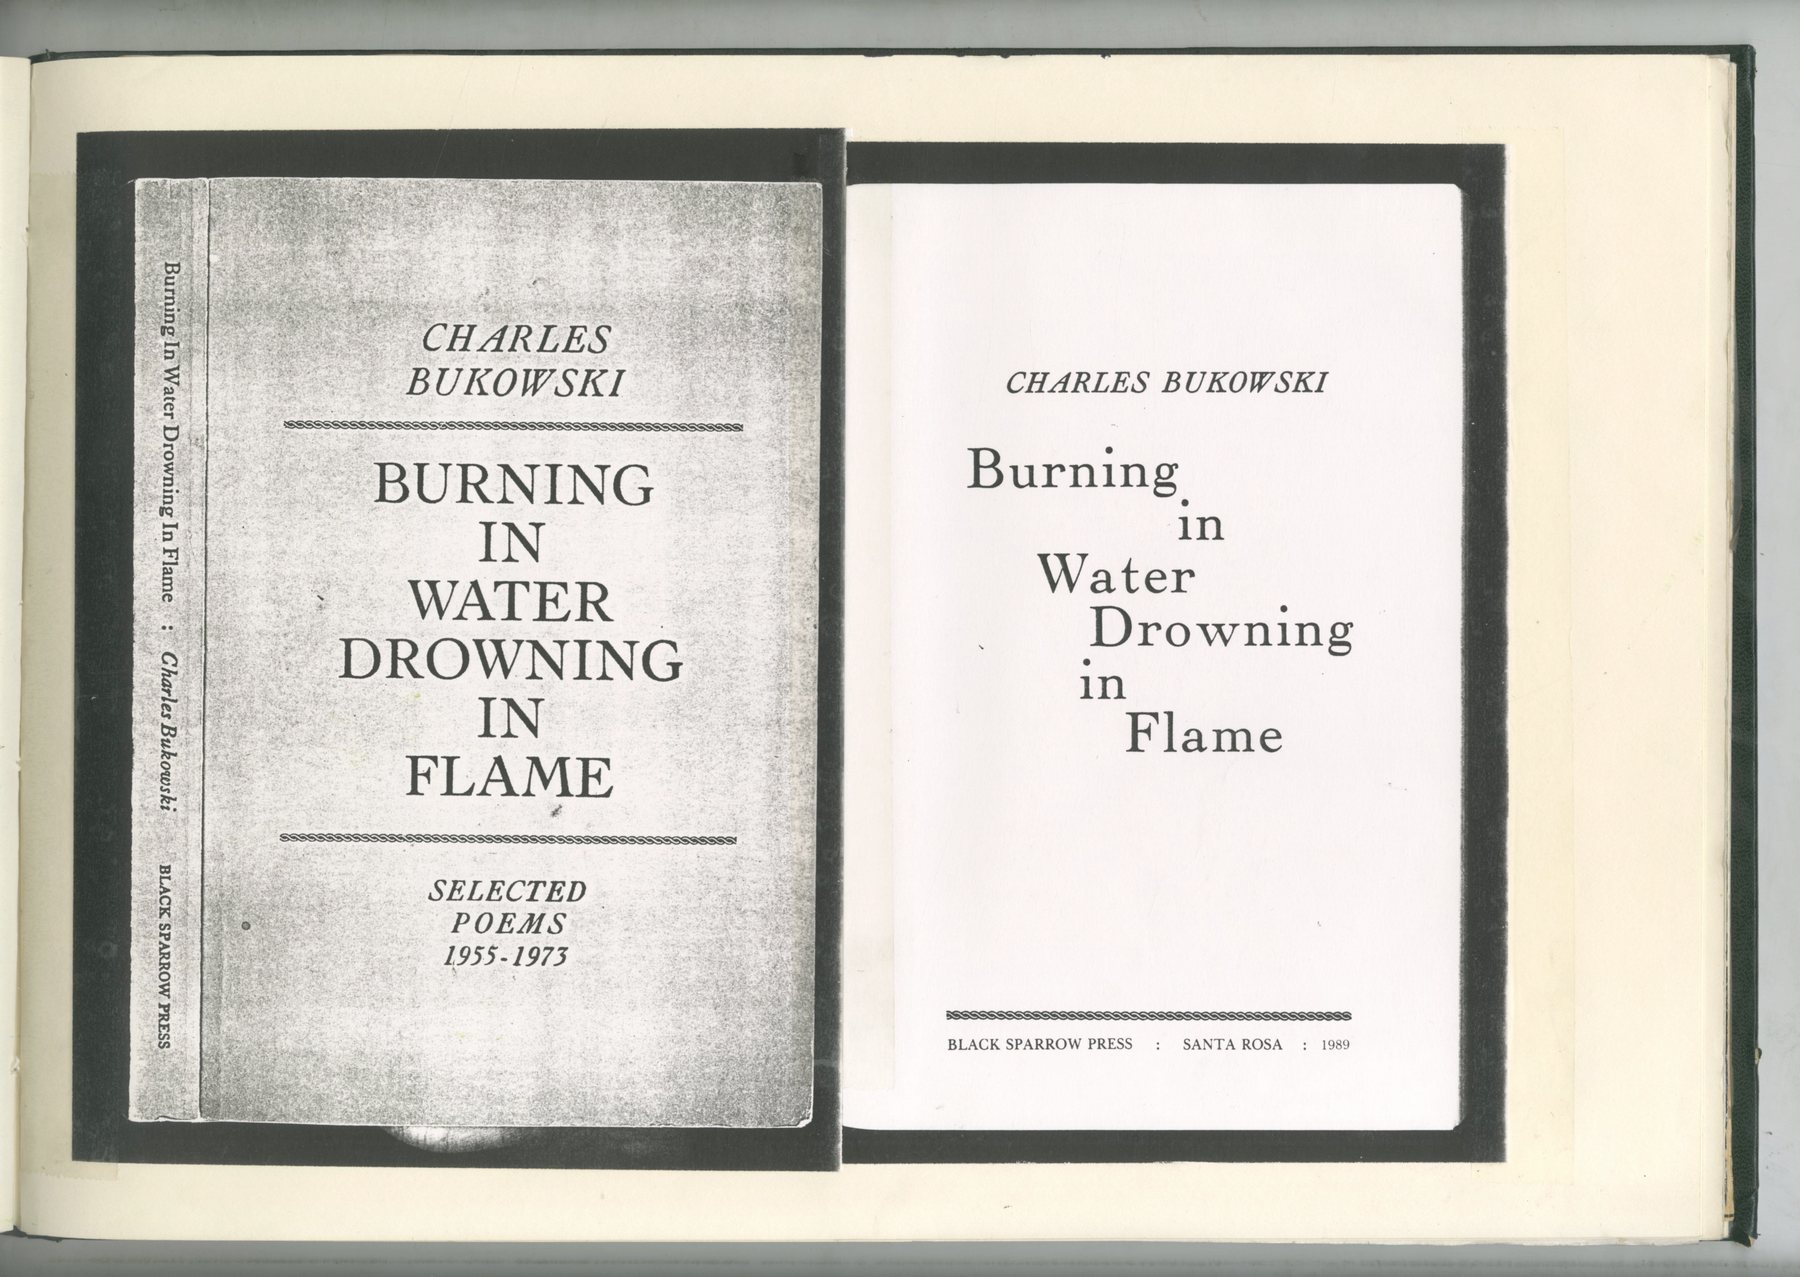 Burning In Water Drowning In Flame : Charles Bukowski BLACK SPARROW PRESS
CHARLES
BUKOWSKI
BURNING
IN
WATER
DROWNING
IN
FLAME
SELECTED
POEMS
1955-1973
CHARLES BUKOWSKI
Burning
in
Water
Drowning
in
Flame
BLACK SPARROW PRESS : SANTA ROSA : 1989